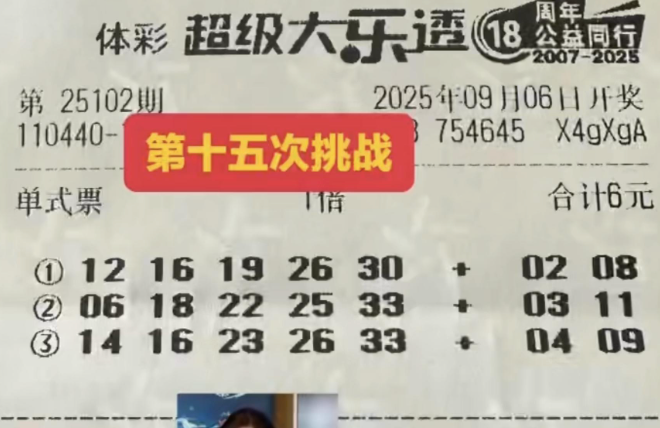 体彩 超级大乐透 18 周年
公益同行
2007-2025
第 25102期 2025年09月06日开奖
110440- 754645 X4gXgA
第十五次挑战
单式票 1倍 合计6元
① 12 16 19 26 30 + 02 08
② 06 18 22 25 33 + 03 11
③ 14 16 23 26 33 + 04 09